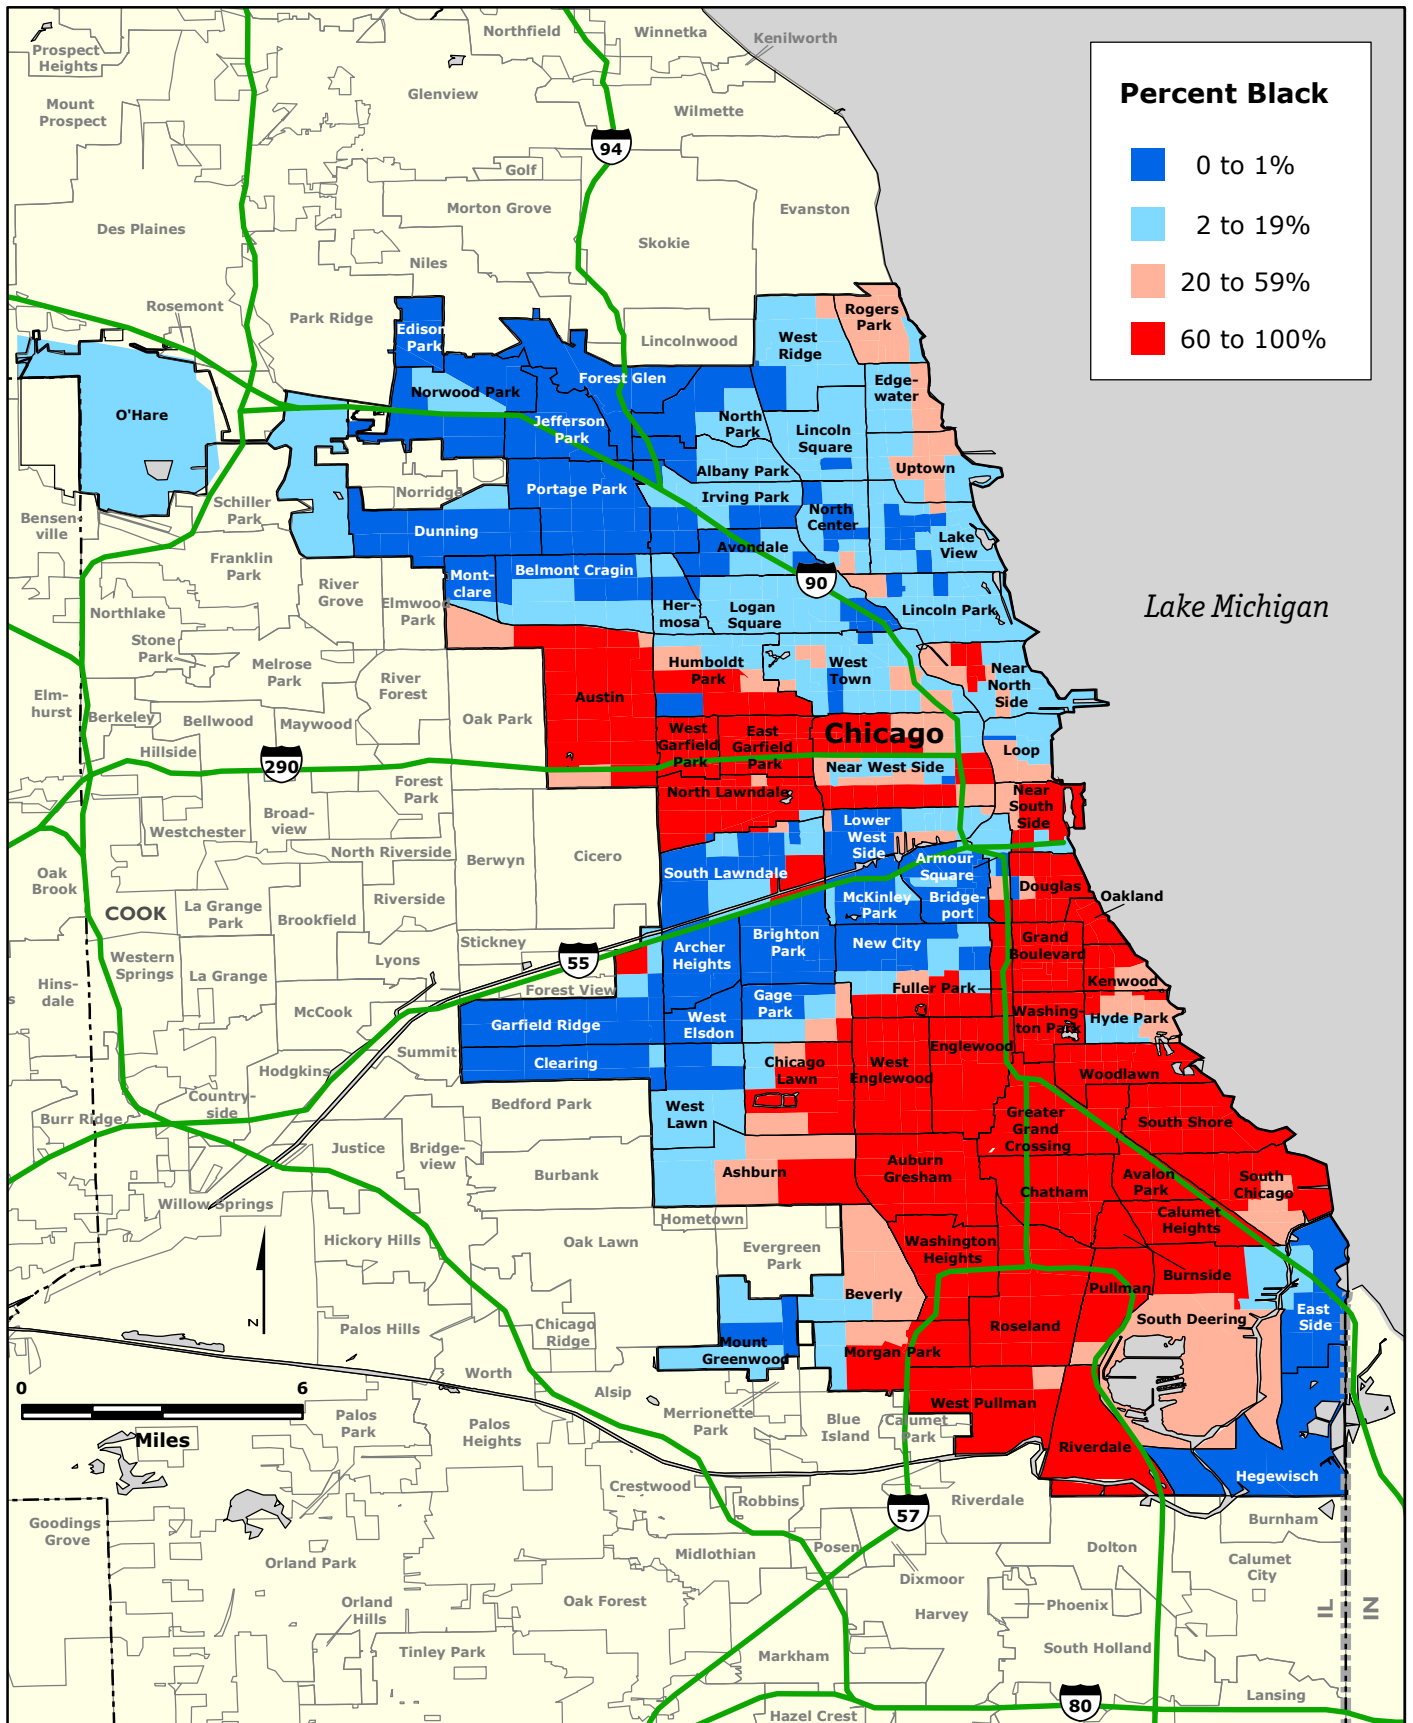 Prospect
Heights
Northfield
Winnetka
Kenilworth
Mount
Prospect
Glenview
Wilmette
94
Golf
Morton Grove
Evanston
Des Plaines
Skokie
Niles
Rosemont
Park Ridge
Lincolnwood
Percent Black
0 to 1%
2 to 19%
20 to 59%
60 to 100%
Edison
Park
Rogers
Park
West
Ridge
Forest Glen
Norwood Park
Edge-
water
O'Hare
Jefferson
Park
North
Park
Lincoln
Square
Albany Park
Uptown
Norridge
Portage Park
Irving Park
Schiller
Park
North
Center
Bensen-
ville
Dunning
Lake
View
Avondale
Franklin
Park
Mont-
clare
Belmont Cragin
90
River
Grove
Elmwood
Park
Her-
mosa
Logan
Square
Lincoln Park
Lake Michigan
Northlake
Stone
Park
Melrose
Park
River
Forest
Humboldt
Park
West
Town
Near
North
Side
Elm-
hurst
Berkeley
Bellwood
Maywood
Oak Park
Austin
West
Garfield
Park
East
Garfield
Park
Chicago
Loop
Hillside
290
Near West Side
Forest
Park
North Lawndale
Near
South
Side
Broad-
view
Westchester
Lower
West
Side
North Riverside
Berwyn
Cicero
Armour
Square
South Lawndale
Oak
Brook
Douglas
Oakland
COOK
La Grange
Park
Brookfield
Riverside
McKinley
Park
Bridge-
port
Stickney
Brighton
Park
New City
Grand
Boulevard
Archer
Heights
Western
Springs
La Grange
Lyons
55
Hins-
dale
s
Forest View
Fuller Park
Kenwood
McCook
Gage
Park
Washing-
ton Park
Hyde Park
Garfield Ridge
West
Elsdon
Englewood
Summit
Clearing
Hodgkins
Chicago
Lawn
West
Englewood
Woodlawn
Country-
side
Bedford Park
West
Lawn
Burr Ridge
Greater
Grand
Crossing
South Shore
Justice
Bridge-
view
Burbank
Ashburn
Auburn
Gresham
Avalon
Park
South
Chicago
Chatham
Willow Springs
Hometown
Calumet
Heights
Hickory Hills
Oak Lawn
Evergreen
Park
Washington
Heights
Burnside
Pullman
Beverly
N
Palos Hills
Chicago
Ridge
Mount
Greenwood
Roseland
South Deering
East
Side
Morgan Park
Worth
0
6
Miles
Alsip
Palos
Park
Palos
Heights
Merrionette
Park
Blue
Island
Calumet
Park
West Pullman
Riverdale
Hegewisch
Crestwood
Robbins
57
Riverdale
Goodings
Grove
Burnham
Orland Park
Midlothian
Posen
Dolton
Calumet
City
Dixmoor
Orland
Hills
Oak Forest
Harvey
Phoenix
IL
IN
Tinley Park
Markham
South Holland
Hazel Crest
80
Lansing